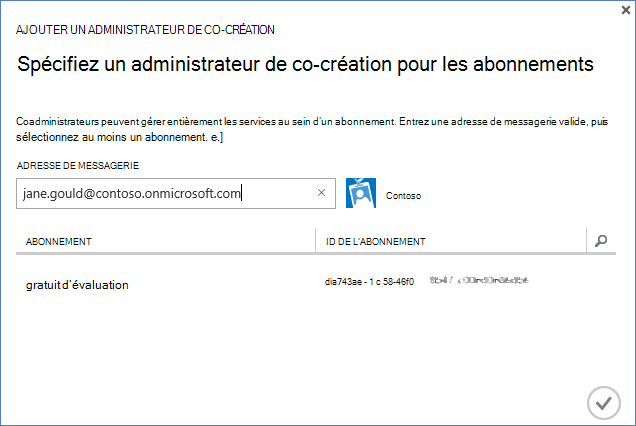 AJOUTER UN ADMINISTRATEUR DE CO-CRÉATION
Spécifiez un administrateur de co-création pour les abonnements
Coadministrateurs peuvent gérer entièrement les services au sein d'un abonnement. Entrez une adresse de messagerie valide, puis
sélectionnez au moins un abonnement. e.]
ADRESSE DE MESSAGERIE
jane.gould@contoso.onmicrosoft.com
Contoso
ABONNEMENT ID DE L'ABONNEMENT
gratuit d'évaluation dia743ae - 1 c 58-46f0